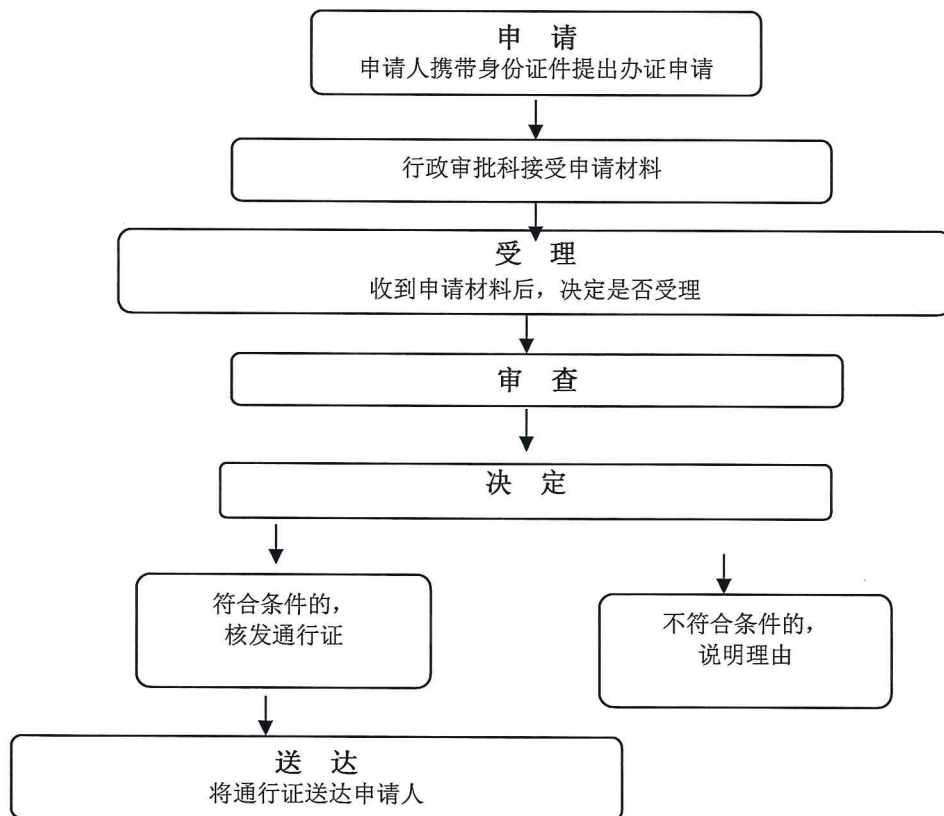 申 请
申请人携带身份证件提出办证申请
行政审批科接受申请材料
受 理
收到申请材料后，决定是否受理
审 查
决 定
符合条件的，
核发通行证
不符合条件的，
说明理由
送 达
将通行证送达申请人